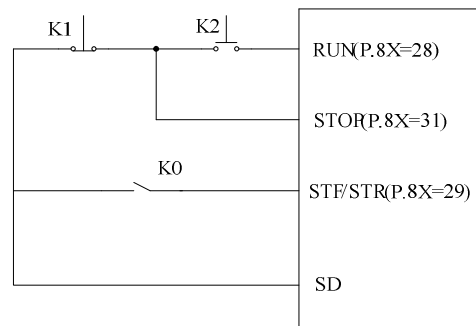 K1
K2
RUN(P.8X=28)
STOP(P.8X=31)
K0
STF/STR(P.8X=29)
SD